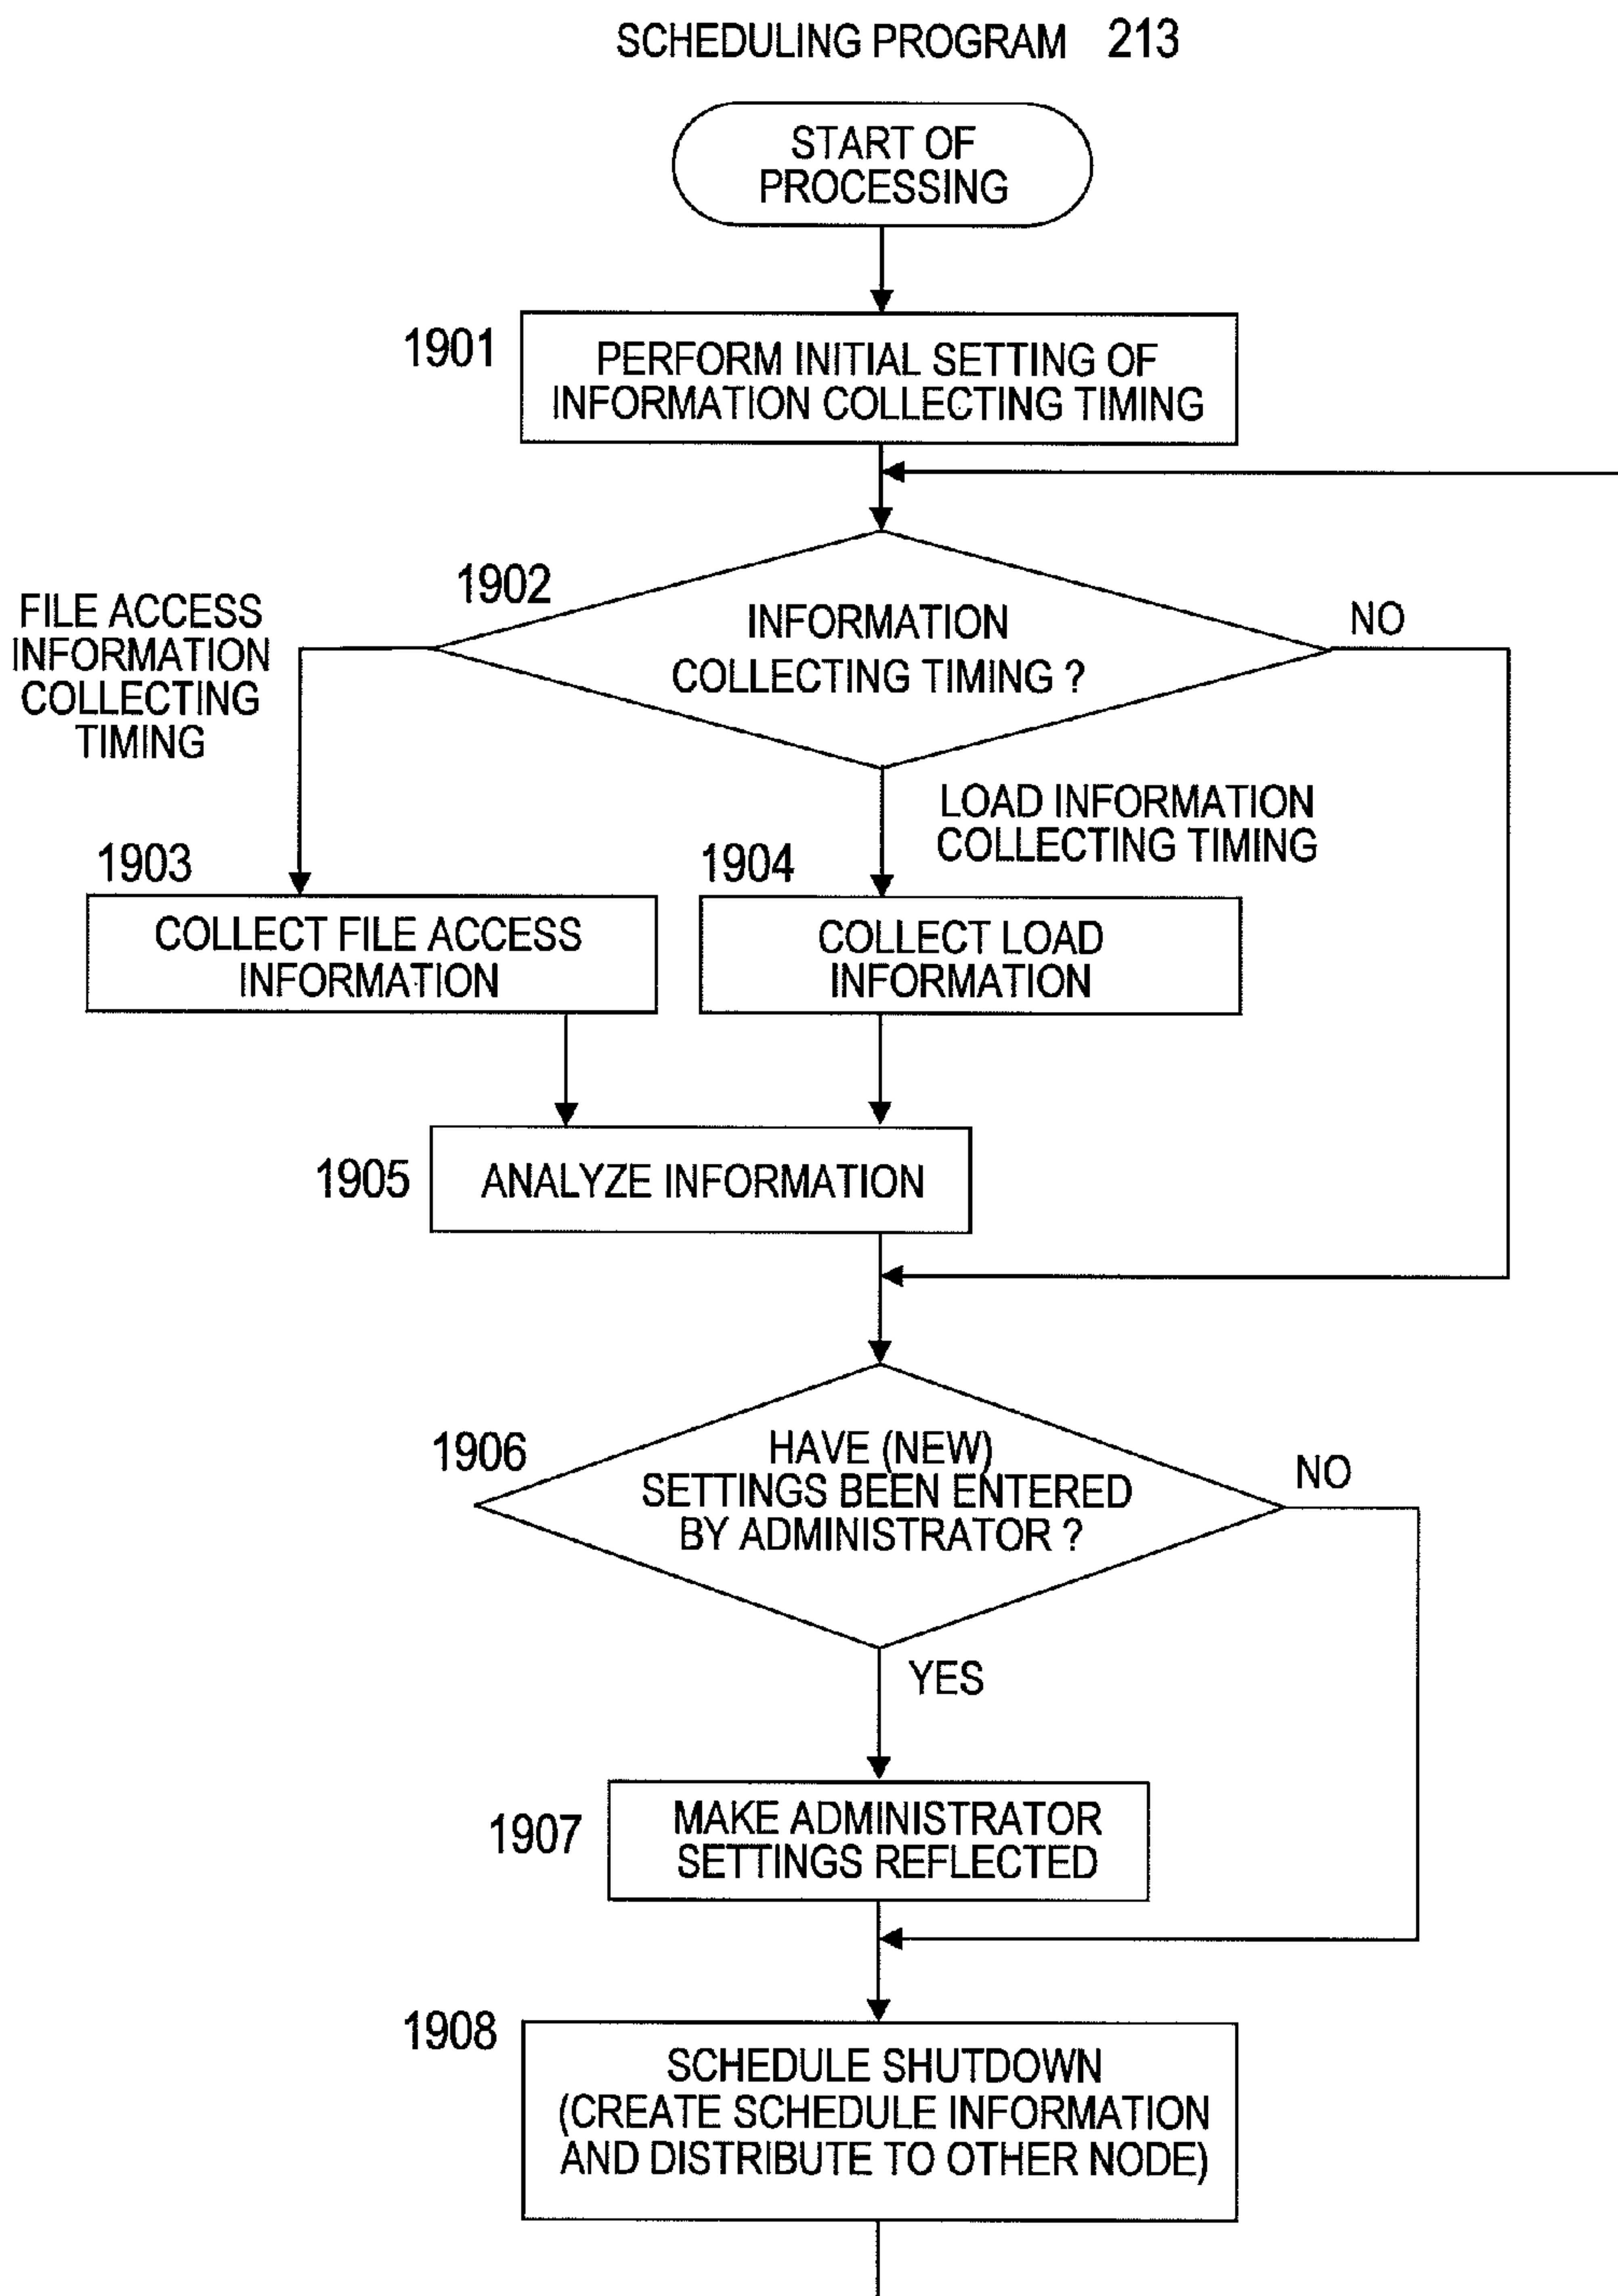 SCHEDULING PROGRAM 213
START OF
PROCESSING
1901
PERFORM INITIAL SETTING OF
INFORMATION COLLECTING TIMING
1902
INFORMATION
COLLECTING TIMING ?
NO
FILE ACCESS
INFORMATION
COLLECTING
TIMING
LOAD INFORMATION
COLLECTING TIMING
1903
COLLECT FILE ACCESS
INFORMATION
1904
COLLECT LOAD
INFORMATION
1905
ANALYZE INFORMATION
1906
HAVE (NEW)
SETTINGS BEEN ENTERED
BY ADMINISTRATOR ?
NO
YES
1907
MAKE ADMINISTRATOR
SETTINGS REFLECTED
1908
SCHEDULE SHUTDOWN
(CREATE SCHEDULE INFORMATION
AND DISTRIBUTE TO OTHER NODE)